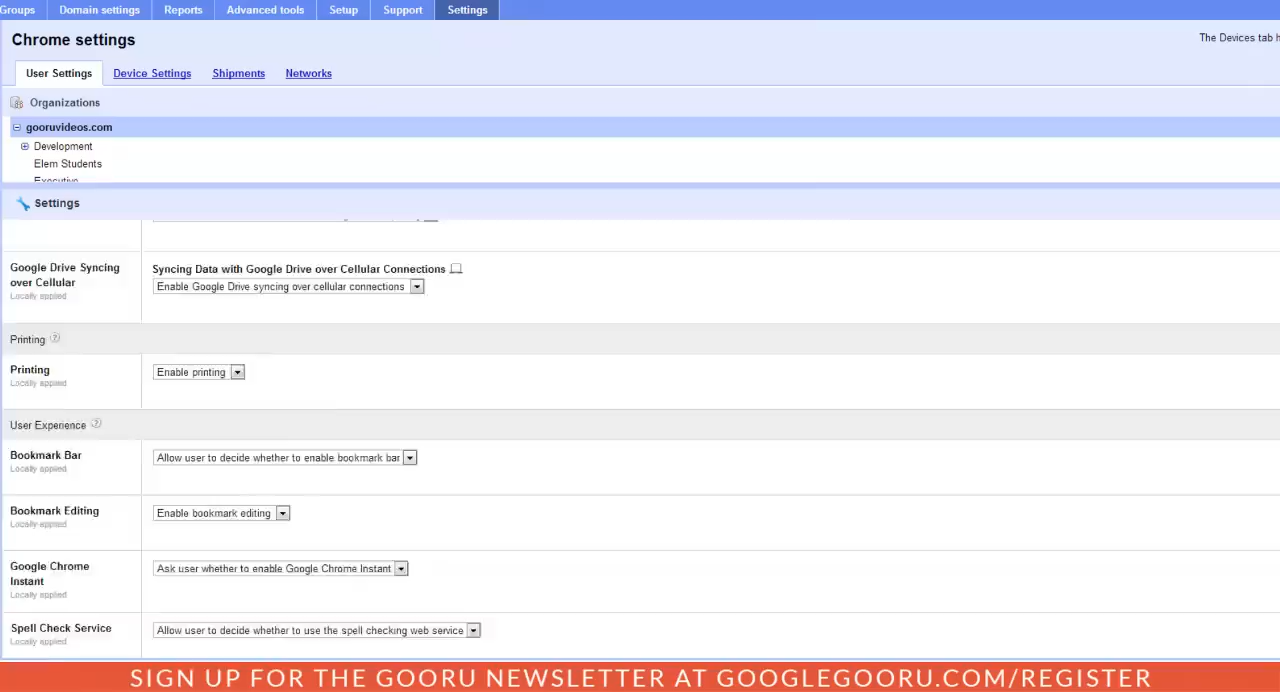 Groups Domain settings Reports Advanced tools Setup Support Settings
Chrome settings
The Devices tab h
User Settings Device Settings Shipments Networks
Organizations
gooruvideos.com
Development
Elem Students
Executive
Settings
Google Drive Syncing over Cellular
Locally applied
Syncing Data with Google Drive over Cellular Connections
Enable Google Drive syncing over cellular connections
Printing
Printing
Locally applied
Enable printing
User Experience
Bookmark Bar
Locally applied
Allow user to decide whether to enable bookmark bar
Bookmark Editing
Locally applied
Enable bookmark editing
Google Chrome Instant
Locally applied
Ask user whether to enable Google Chrome Instant
Spell Check Service
Locally applied
Allow user to decide whether to use the spell checking web service
SIGN UP FOR THE GOORU NEWSLETTER AT GOOGLEGOORU.COM/REGISTER